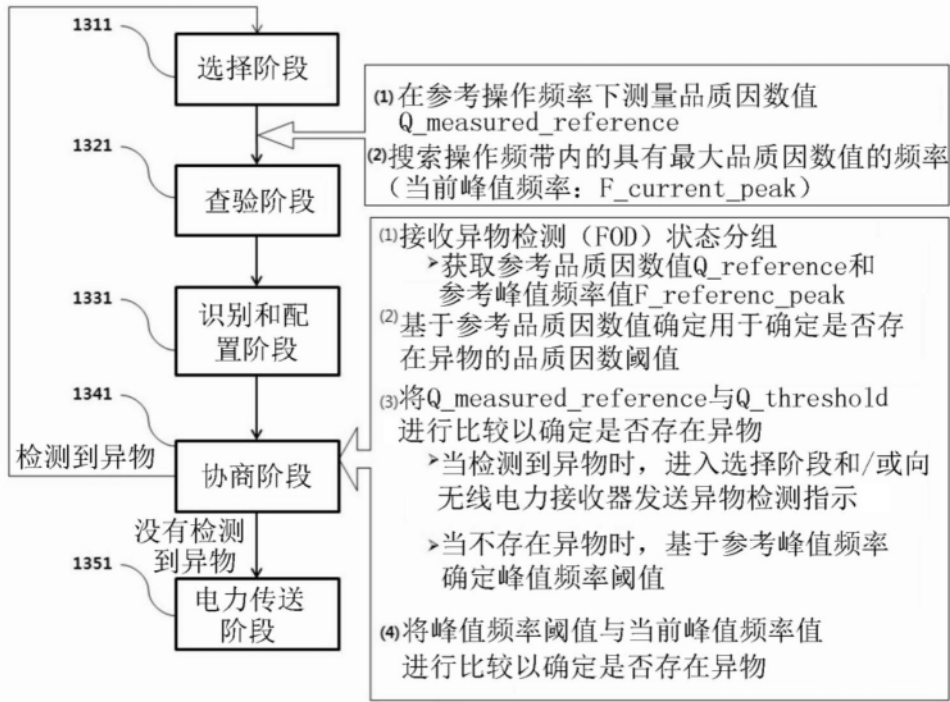 1311
选择阶段
(1)在参考操作频率下测量品质因数值
Q_measured_reference
(2)搜索操作频带内的具有最大品质因数值的频率
（当前峰值频率：F_current_peak）
1321
查验阶段
1331
识别和配
置阶段
1341
检测到异物
协商阶段
没有检测
到异物
1351
电力传送
阶段
(1)接收异物检测（FOD）状态分组
➤获取参考品质因数值Q_reference和
参考峰值频率值F_referenc_peak
(2)基于参考品质因数值确定用于确定是否存
在异物的品质因数阈值
(3)将Q_measured_reference与Q_threshold
进行比较以确定是否存在异物
➤当检测到异物时，进入选择阶段和/或向
无线电力接收器发送异物检测指示
➤当不存在异物时，基于参考峰值频率
确定峰值频率阈值
(4)将峰值频率阈值与当前峰值频率值
进行比较以确定是否存在异物